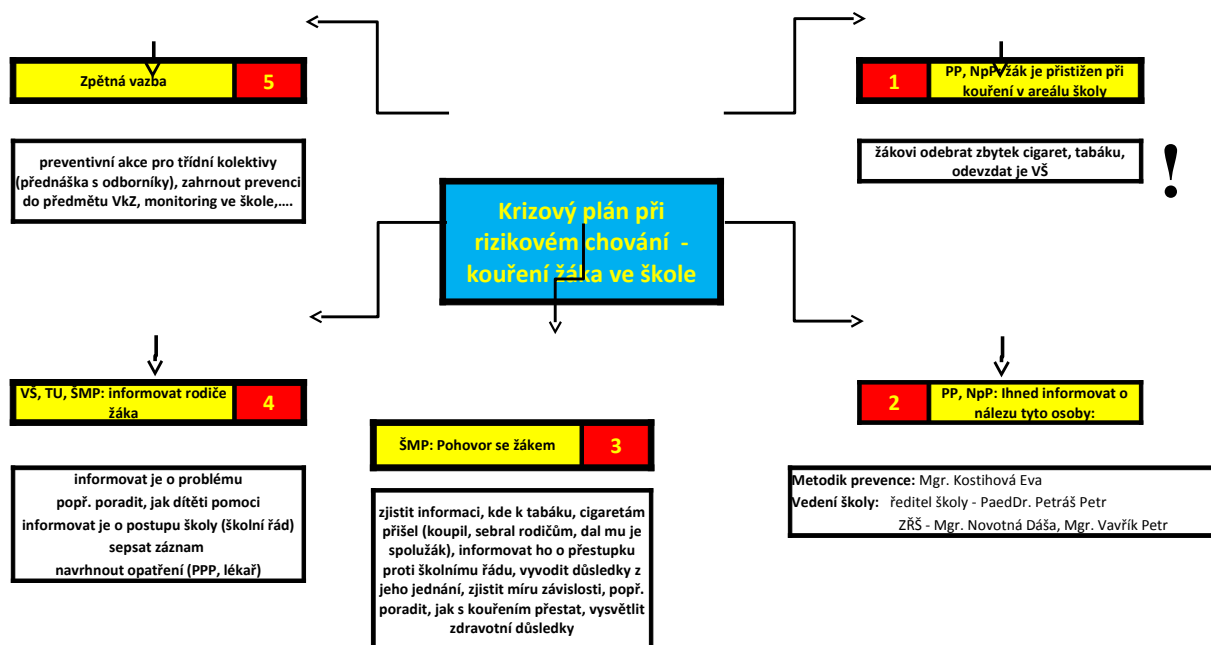 Krizový plán při
rizikovém chování -
kouření žáka ve škole
1
PP, NpP: žák je přistižen při
kouření v areálu školy
žákovi odebrat zbytek cigaret, tabáku,
odevzdat je VŠ
!
2
PP, NpP: Ihned informovat o
nálezu tyto osoby:
Metodik prevence: Mgr. Kostihová Eva
Vedení školy: ředitel školy - PaedDr. Petráš Petr
ZŘŠ - Mgr. Novotná Dáša, Mgr. Vavřík Petr
ŠMP: Pohovor se žákem
3
zjistit informaci, kde k tabáku, cigaretám
přišel (koupil, sebral rodičům, dal mu je
spolužák), informovat ho o přestupku
proti školnímu řádu, vyvodit důsledky z
jeho jednání, zjistit míru závislosti, popř.
poradit, jak s kouřením přestat, vysvětlit
zdravotní důsledky
VŠ, TU, ŠMP: informovat rodiče
žáka
4
informovat je o problému
popř. poradit, jak dítěti pomoci
informovat je o postupu školy (školní řád)
sepsat záznam
navrhnout opatření (PPP, lékař)
Zpětná vazba
5
preventivní akce pro třídní kolektivy
(přednáška s odborníky), zahrnout prevenci
do předmětu VkZ, monitoring ve škole,....